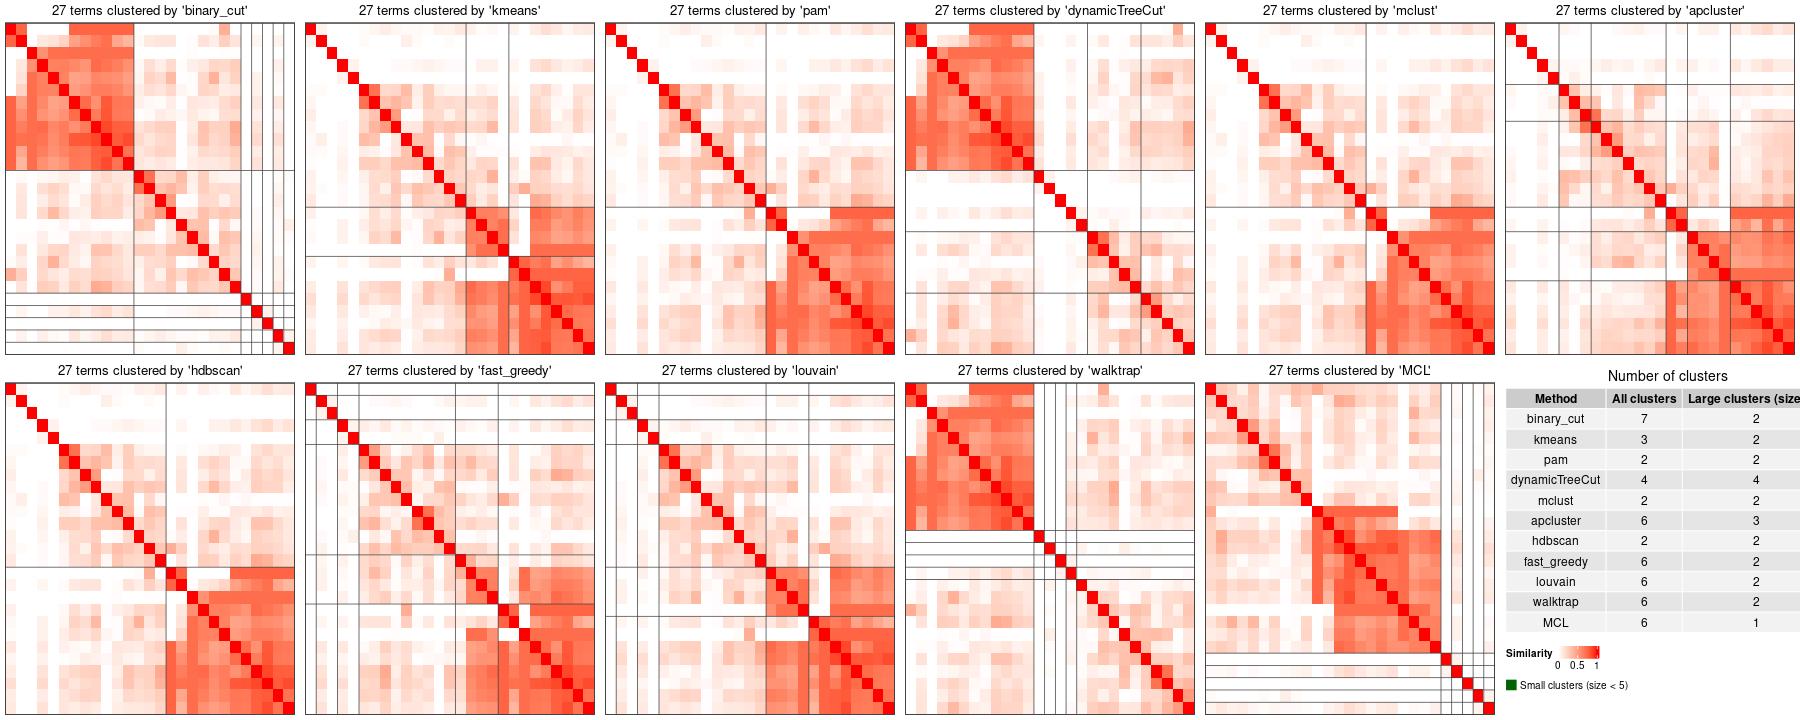 27 terms clustered by 'binary_cut'
27 terms clustered by 'kmeans'
27 terms clustered by 'pam'
27 terms clustered by 'dynamicTreeCut'
27 terms clustered by 'mclust'
27 terms clustered by 'apcluster'
27 terms clustered by 'hdbscan'
27 terms clustered by 'fast_greedy'
27 terms clustered by 'louvain'
27 terms clustered by 'walktrap'
27 terms clustered by 'MCL'
Number of clusters
Method All clusters Large clusters (size
binary_cut 7 2
kmeans 3 2
pam 2 2
dynamicTreeCut 4 4
mclust 2 2
apcluster 6 3
hdbscan 2 2
fast_greedy 6 2
louvain 6 2
walktrap 6 2
MCL 6 1
Similarity
0 0.5 1
Small clusters (size < 5)